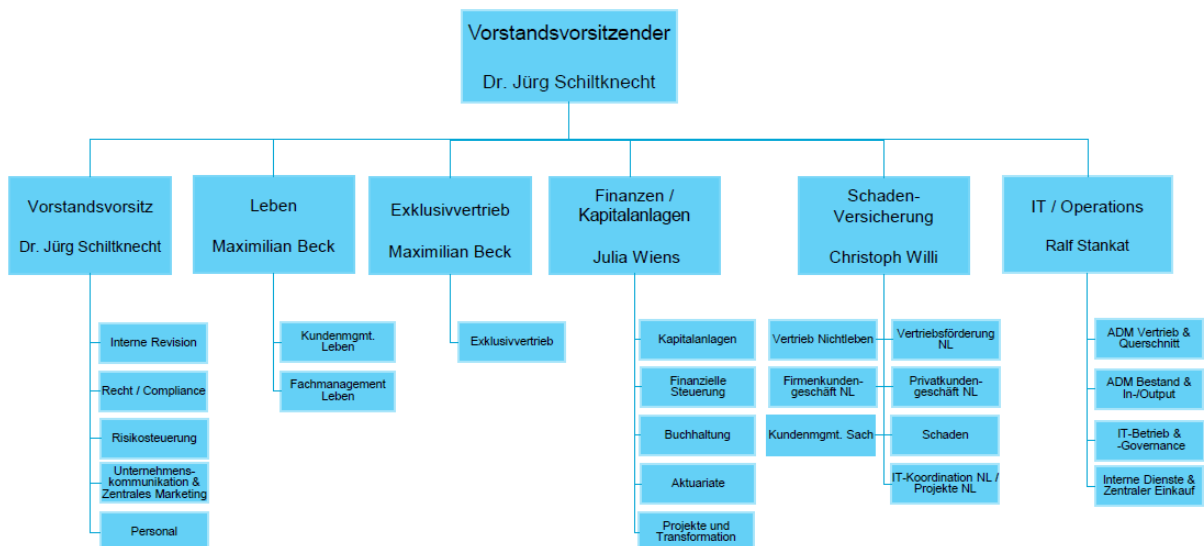 Vorstandsvorsitzender
Dr. Jürg Schiltknecht
Vorstandsvorsitz
Dr. Jürg Schiltknecht
Leben
Maximilian Beck
Exklusivvertrieb
Maximilian Beck
Finanzen /
Kapitalanlagen
Julia Wiens
Schaden-
Versicherung
Christoph Willi
IT / Operations
Ralf Stankat
Interne Revision
Recht / Compliance
Risikosteuerung
Unternehmens-
kommunikation &
Zentrales Marketing
Personal
Kundenmgmt.
Leben
Fachmanagement
Leben
Exklusivvertrieb
Kapitalanlagen
Finanzielle
Steuerung
Buchhaltung
Aktuariate
Projekte und
Transformation
Vertrieb Nichtleben
Vertriebsförderung
NL
Firmenkunden-
geschäft NL
Privatkunden-
geschäft NL
Kundenmgmt. Sach
Schaden
IT-Koordination NL /
Projekte NL
ADM Vertrieb &
Querschnitt
ADM Bestand &
In-/Output
IT-Betrieb &
-Governance
Interne Dienste &
Zentraler Einkauf